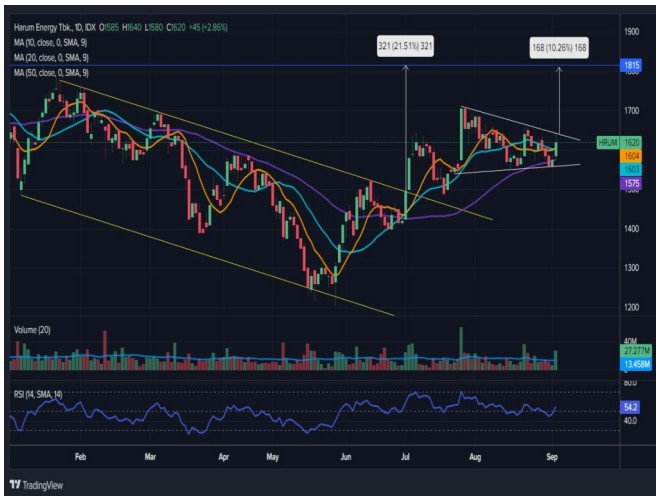 Harum Energy Tbk., 1D, IDX O1585 H1640 L1580 C1620 +45 (+2.86%)
MA (10, close, 0, SMA, 9)
MA (20, close, 0, SMA, 9)
MA (50, close, 0, SMA, 9)
321 (21.51%) 321
168 (10.26%) 168
1900
1815
1800
1700
HRUM 1620
1604
1603
1575
1500
1400
1300
1200
Volume (20)
40M
27.277M
13.458M
RSI (14, SMA, 14)
80.0
54.2
40.0
Feb Mar Apr May Jun Jul Aug Sep
TradingView